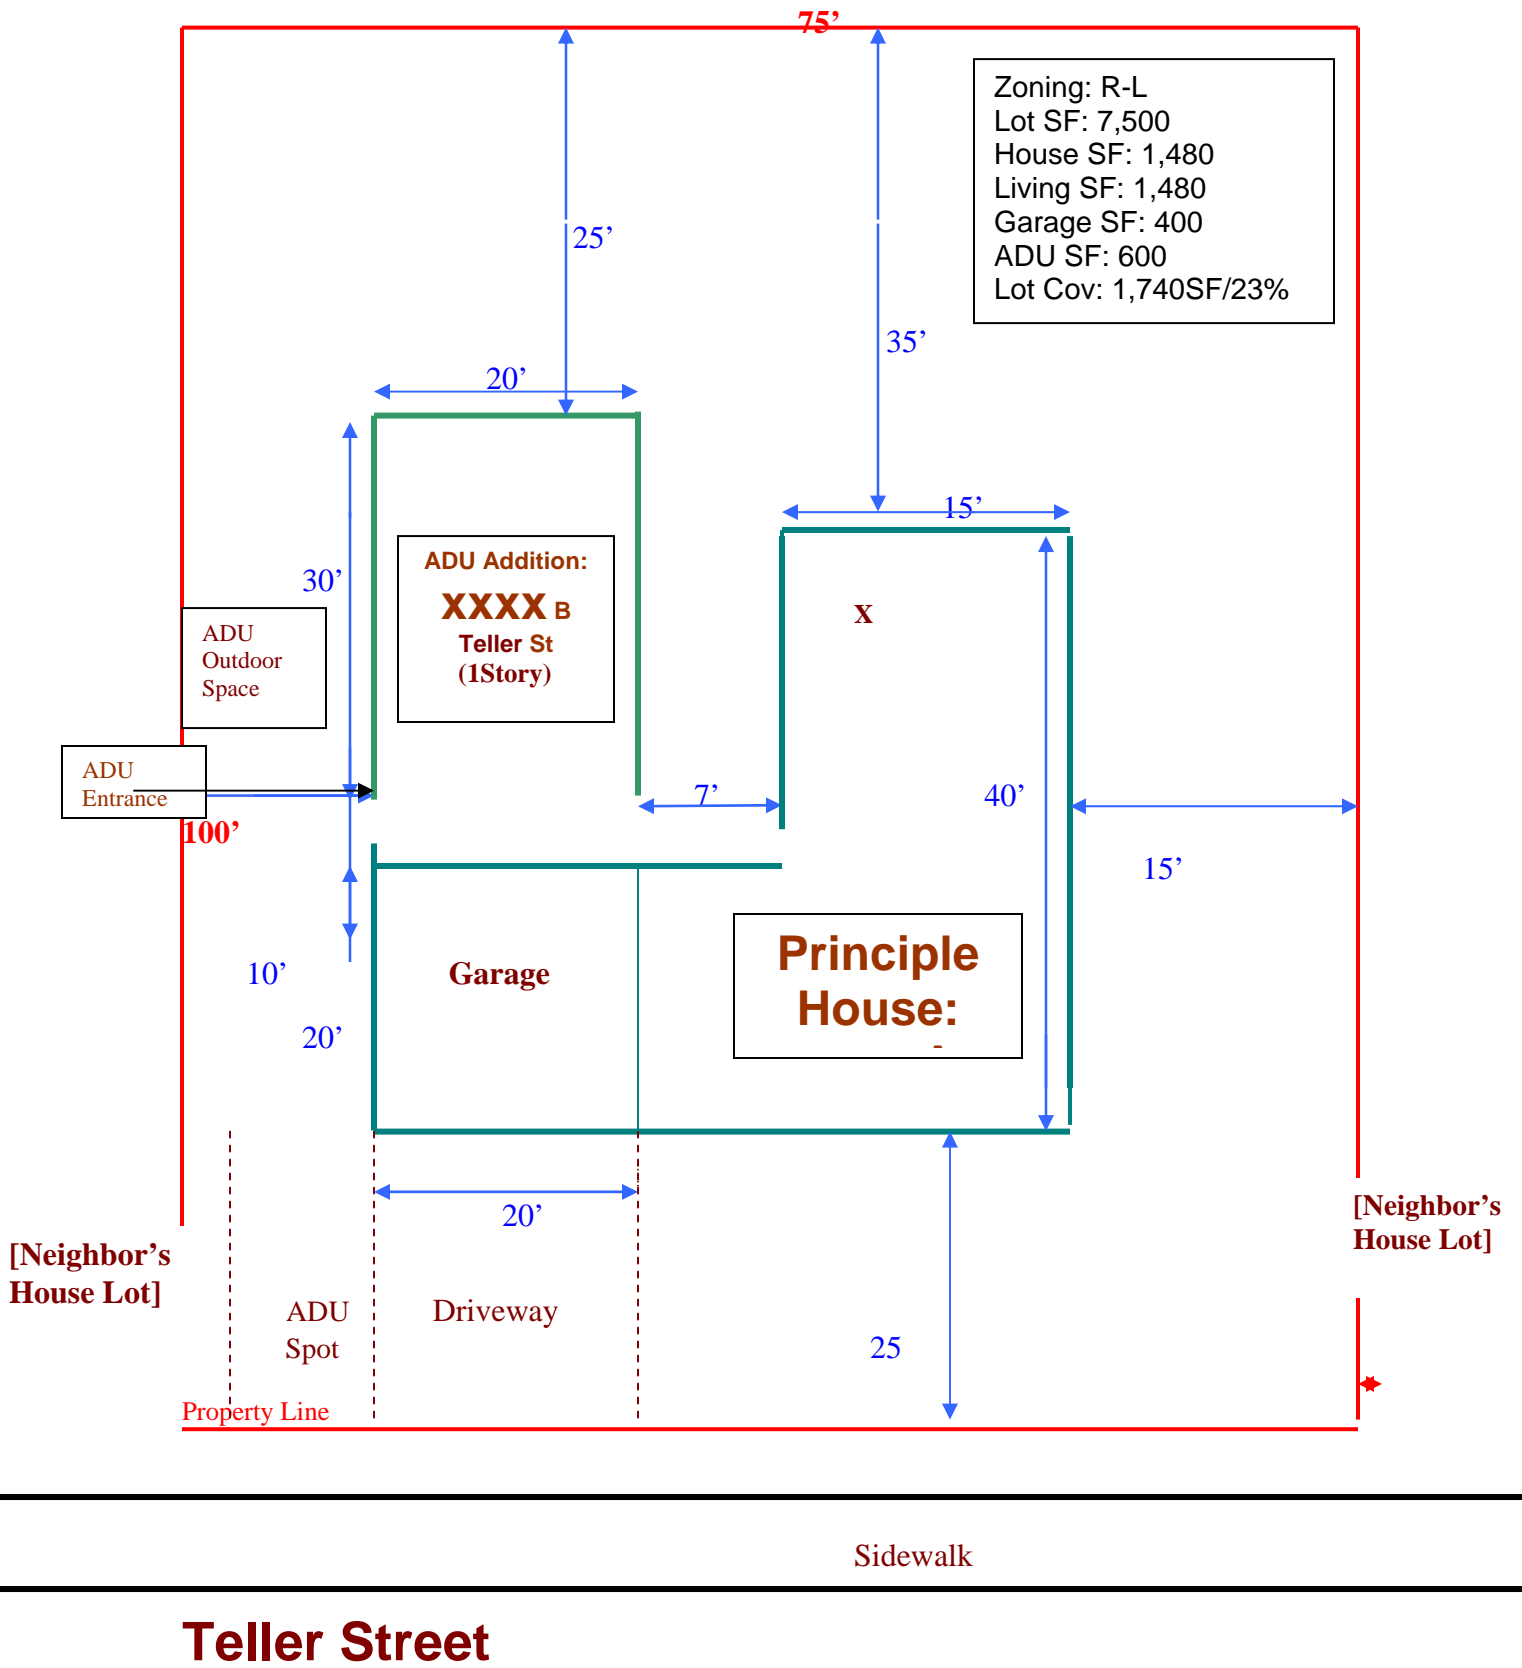 75’
Zoning: R-L
Lot SF: 7,500
House SF: 1,480
Living SF: 1,480
Garage SF: 400
ADU SF: 600
Lot Cov: 1,740SF/23%
25’
35’
20’
15’
30’
ADU Addition:
XXXX B
Teller St
(1Story)
X
ADU
Outdoor
Space
ADU
Entrance
7’
40’
100’
15’
10’
Garage
Principle
House:
20’
20’
[Neighbor’s
House Lot]
[Neighbor’s
House Lot]
ADU
Spot
Driveway
25
Property Line
Sidewalk
Teller Street